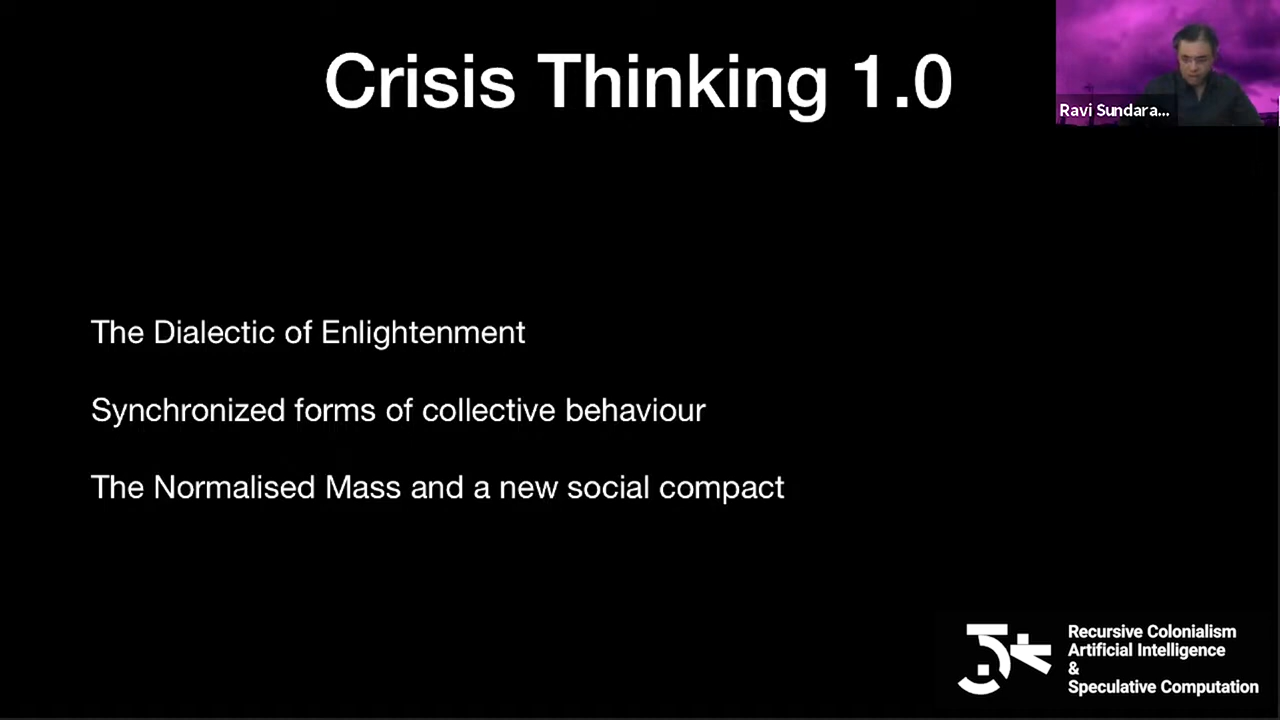 Crisis Thinking 1.0
Ravi Sundara...
The Dialectic of Enlightenment
Synchronized forms of collective behaviour
The Normalised Mass and a new social compact
Recursive Colonialism
Artificial Intelligence
&
Speculative Computation